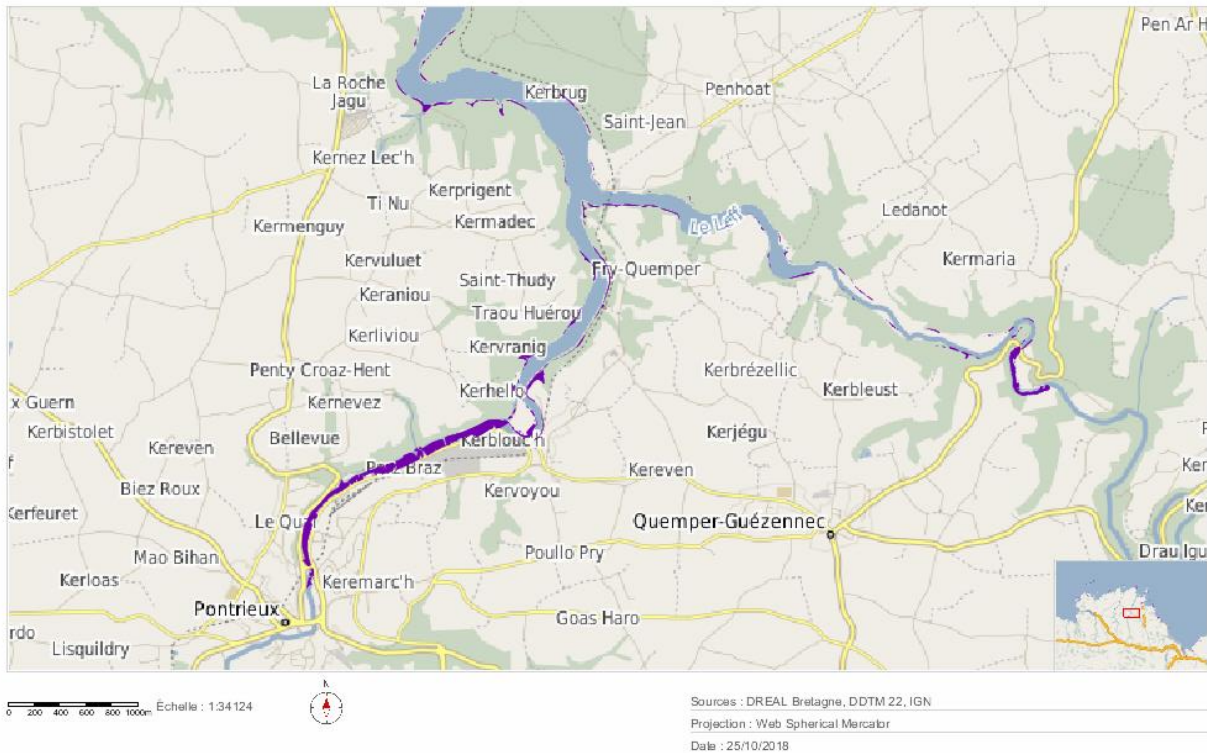 Pen Ar H
La Roche
Jagu
Kerbrug
Penhoat
Saint-Jean
Kernez Lec'h
Kerprigent
Ti Nu
Ledanot
Kermadec
Le Leff
Kermenguy
Kermaria
Kervuluet
Fry-Quemper
Saint-Thudy
Keraniou
Traou Huérou
Kerliviou
Kervranig
Penty Croaz-Hent
Kerbrézellic
Kerhello
Kerbleust
x Guern
Kernevez
Kerbistolet
Bellevue
Kerblouc'h
Kerjégu
Kereven
Porz Braz
Kereven
Biez Roux
Kervoyou
Kerfeuret
Le Quai
Quemper-Guézennec
Mao Bihan
Poullo Pry
Drau Igu
Kerloas
Keremarc'h
Pontrieux
Goas Haro
rdo
Lisquildry
0 200 400 600 800 1000m
Échelle : 1:34124
N
Sources : DREAL Bretagne, DDTM 22, IGN
Projection : Web Spherical Mercator
Date : 25/10/2018